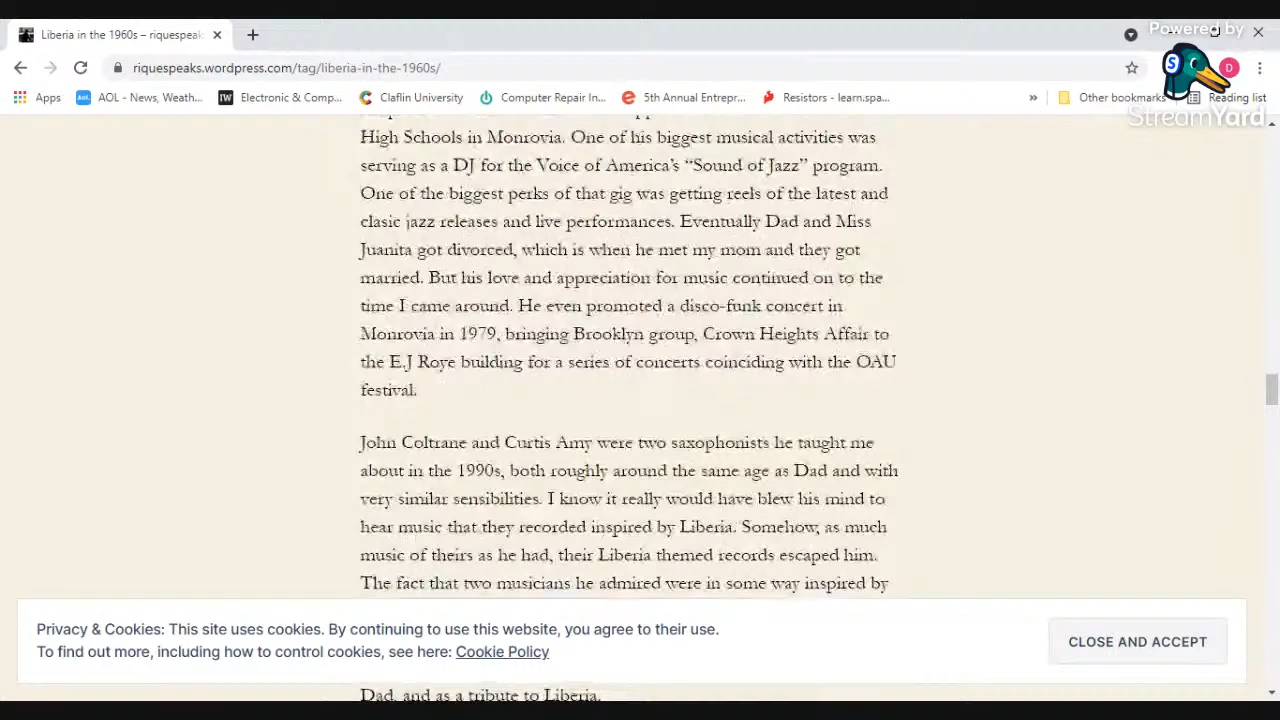 Powered by
Liberia in the 1960s – riquespeak
riquespeaks.wordpress.com/tag/liberia-in-the-1960s/
D
Apps
Aol.
AOL - News, Weath...
IW
Electronic & Comp...
Claflin University
Computer Repair In...
5th Annual Entrepr...
Resistors - learn.spa...
»
Other bookmarks
Reading list
S
StreamYard
High Schools in Monrovia. One of his biggest musical activities was
serving as a DJ for the Voice of America's “Sound of Jazz” program.
One of the biggest perks of that gig was getting reels of the latest and
clasic jazz releases and live performances. Eventually Dad and Miss
Juanita got divorced, which is when he met my mom and they got
married. But his love and appreciation for music continued on to the
time I came around. He even promoted a disco-funk concert in
Monrovia in 1979, bringing Brooklyn group, Crown Heights Affair to
the E.J Roye building for a series of concerts coinciding with the OAU
festival.
John Coltrane and Curtis Amy were two saxophonists he taught me
about in the 1990s, both roughly around the same age as Dad and with
very similar sensibilities. I know it really would have blew his mind to
hear music that they recorded inspired by Liberia. Somehow, as much
music of theirs as he had, their Liberia themed records escaped him.
The fact that two musicians he admired were in some way inspired by
Privacy & Cookies: This site uses cookies. By continuing to use this website, you agree to their use.
To find out more, including how to control cookies, see here: Cookie Policy
CLOSE AND ACCEPT
Dad, and as a tribute to Liberia.